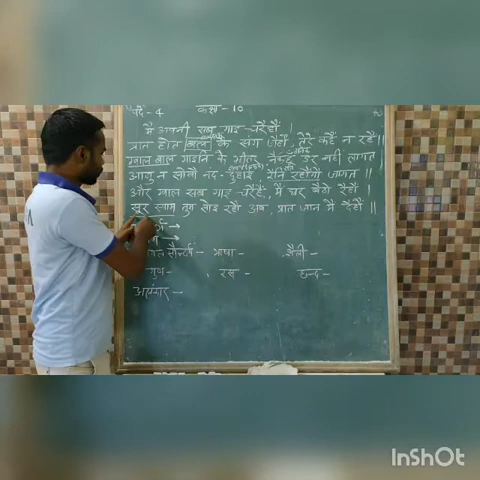 पद - 4 कक्षा - 10
मैं अपनी सब गाइ चरैहौं ।
प्रात होत बल के संग जैहौं, तेरे कहैं न रहैं ॥
ग्वाल बाल गाइनि के भीतर, नैंकहुँ डर नहीं लागत
आजु न सोवौ नंद-दुहाई, रैनि रहौंगो जागत ॥
और ग्वाल सब गाइ चरैहैं, मैं घर बैठो रैहौं ।
सूर स्याम तुम सोइ रहौ अब, प्रात जान मैं दैहौं ॥
सौन्दर्य- भाषा - शैली -
गुण- रस - छन्द -
अलंकार -
InShOt